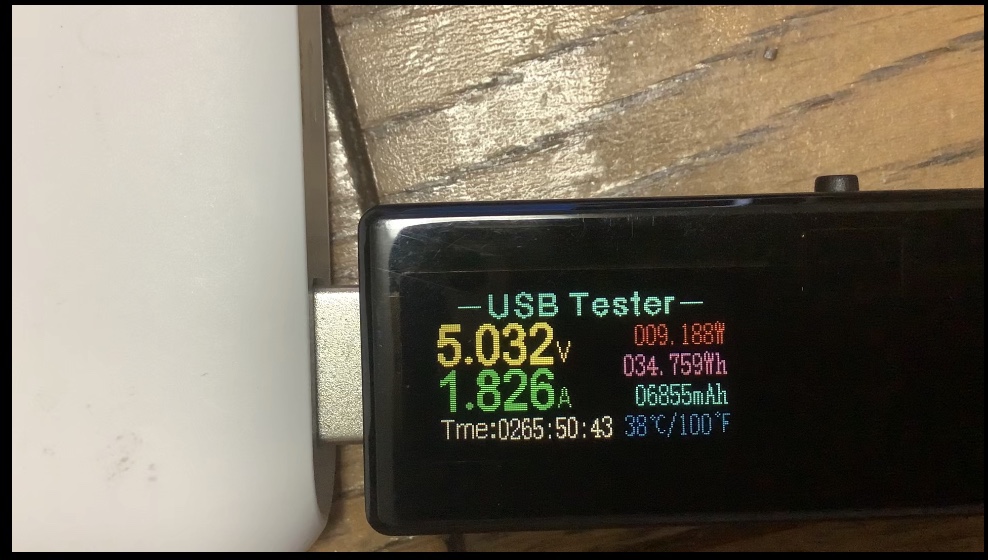 —USB Tester—
5.032V 009.188W
1.826A 034.759Wh
06855mAh
Tme:0265:50:43 38℃/100°F